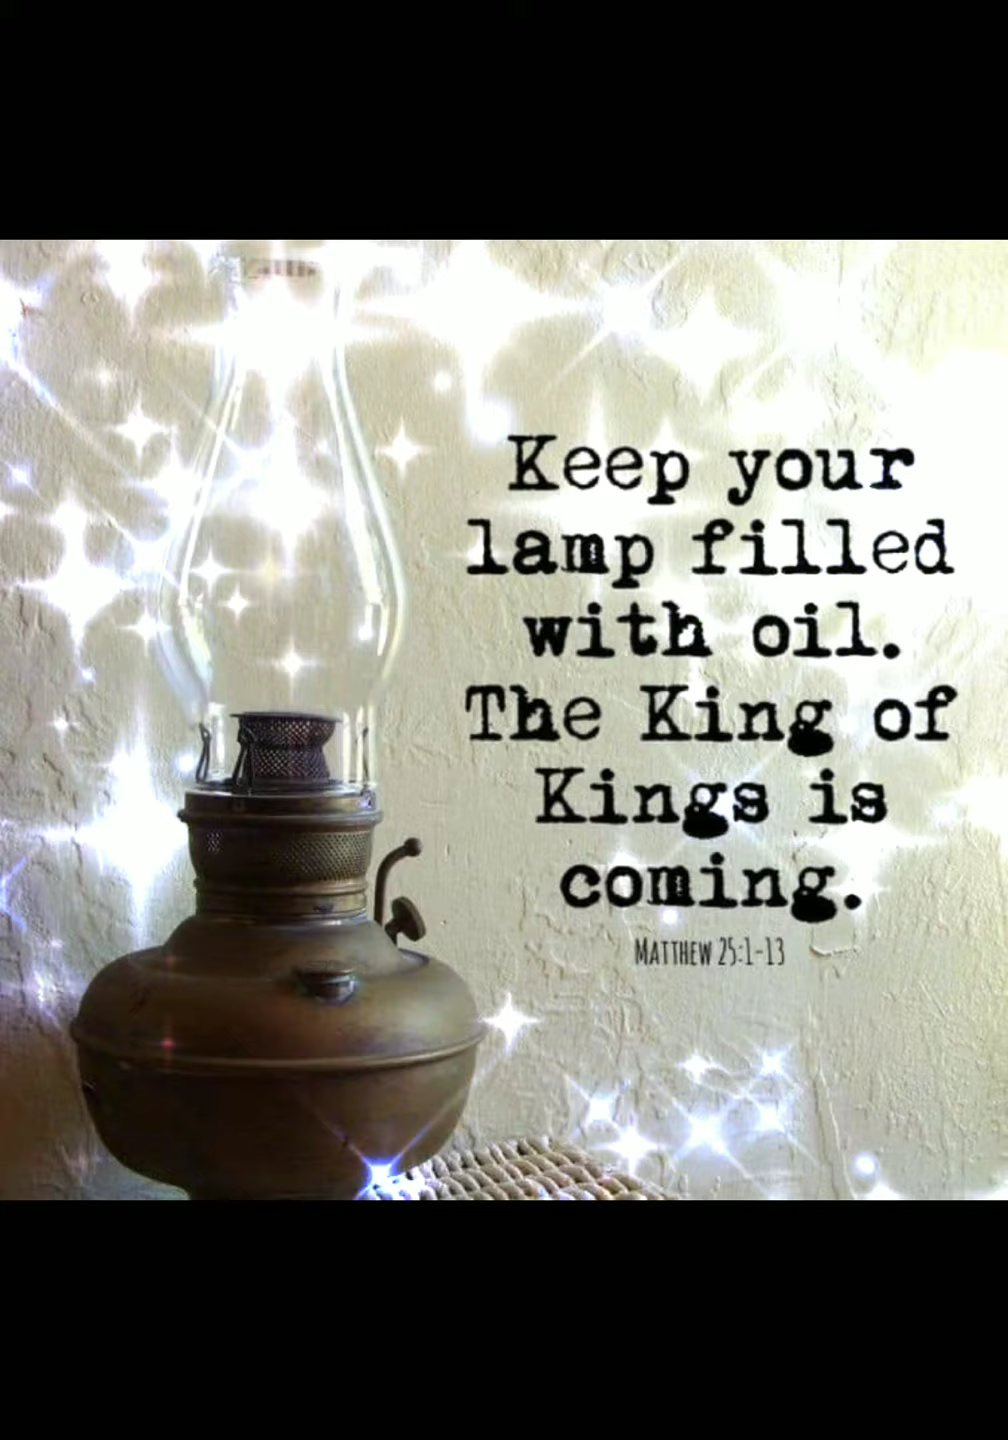 Keep your
lamp filled
with oil.
The King of
Kings is
coming.
MATTHEW 25:1-13